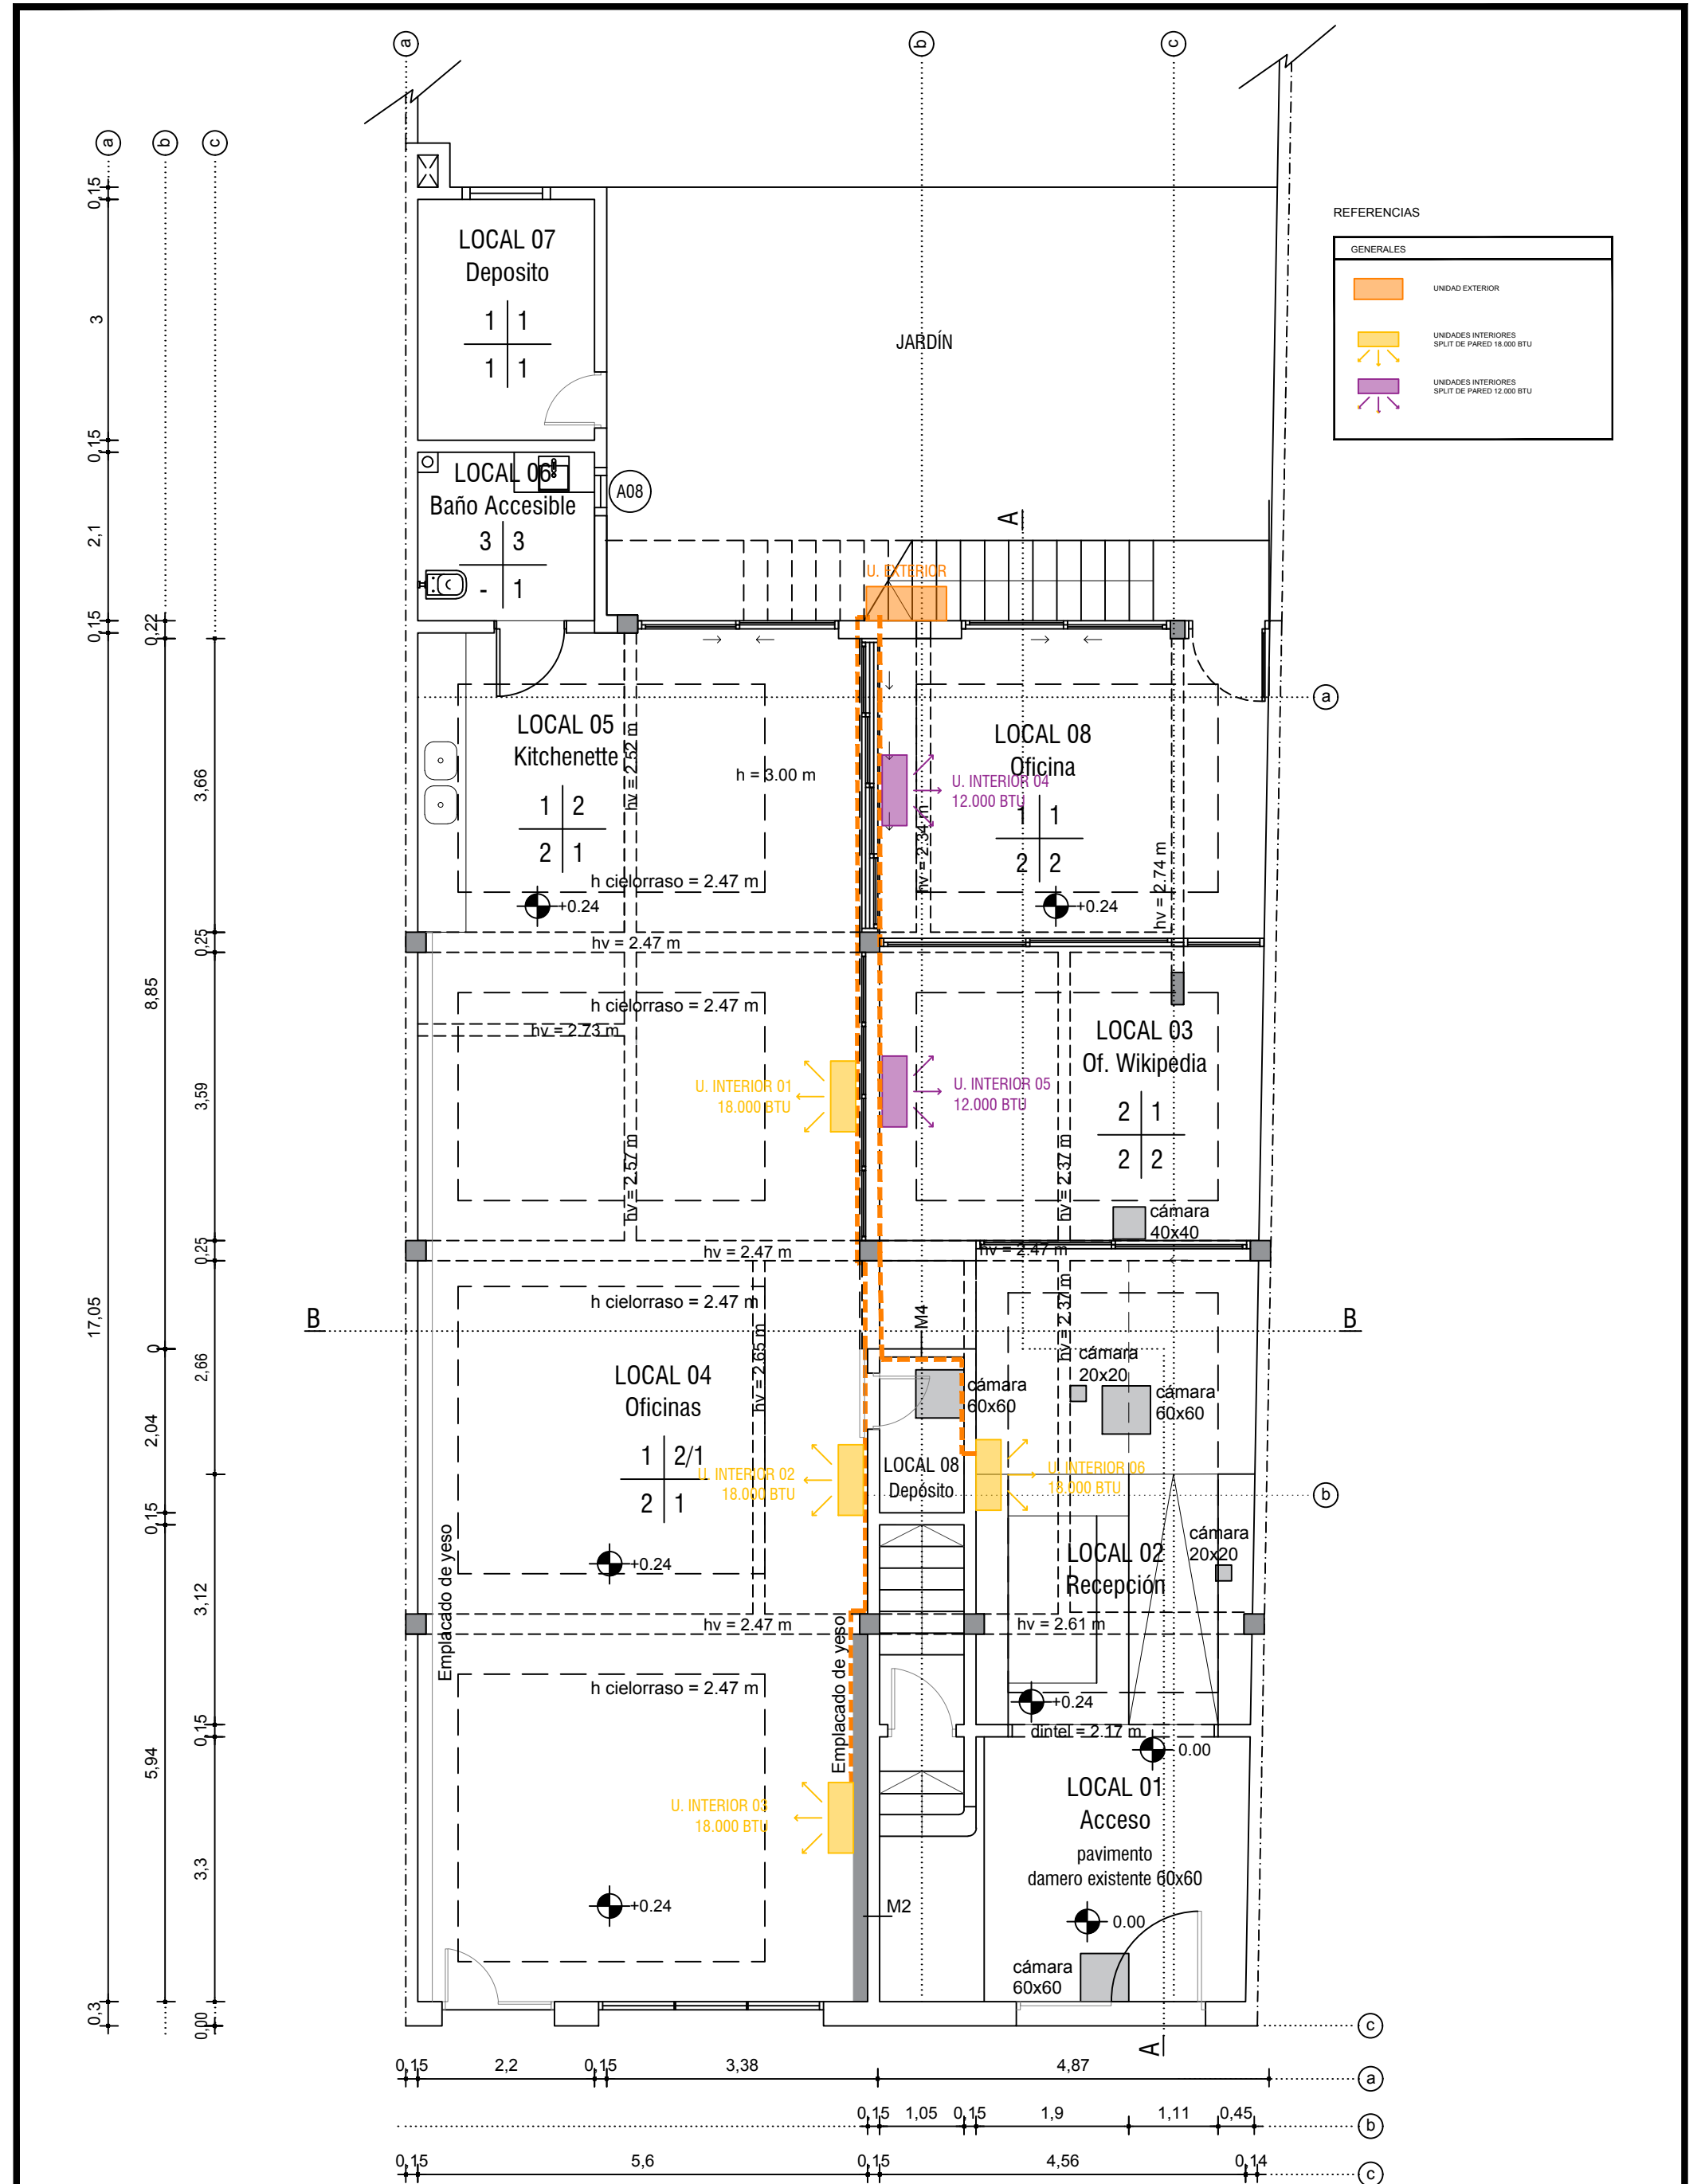 a
b
c
a
b
c
0,15
3
0,15
2,1
0,15
17,05
0,3
0,22
8,85
0
2,04
0,15
5,94
3,66
0,25
3,59
0,25
2,66
3,12
0,15
3,3
0,00
REFERENCIAS
GENERALES
UNIDAD EXTERIOR
UNIDADES INTERIORES
SPLIT DE PARED 18.000 BTU
UNIDADES INTERIORES
SPLIT DE PARED 12.000 BTU
LOCAL 07
Deposito
1 1
1 1
JARDÍN
LOCAL 06
Baño Accesible
3 3
- 1
A08
A
U. EXTERIOR
a
LOCAL 05
Kitchenette
1 2
2 1
hv = 2.52 m
h = 3.00 m
h cielorraso = 2.47 m
+0.24
LOCAL 08
Oficina
1 1
2 2
U. INTERIOR 04
12.000 BTU
hv = 2.34 m
hv = 2.74 m
+0.24
hv = 2.47 m
h cielorraso = 2.47 m
hv = 2.73 m
U. INTERIOR 01
18.000 BTU
hv = 2.57 m
U. INTERIOR 05
12.000 BTU
LOCAL 03
Of. Wikipedia
2 1
2 2
hv = 2.37 m
cámara
40x40
hv = 2.47 m
hv = 2.47 m
h cielorraso = 2.47 m
B
B
M4
hv = 2.65 m
hv = 2.37 m
LOCAL 04
Oficinas
1 2/1
2 1
U. INTERIOR 02
18.000 BTU
cámara
60x60
cámara
20x20
cámara
60x60
LOCAL 08
Depósito
U. INTERIOR 06
18.000 BTU
b
cámara
20x20
LOCAL 02
Recepción
Emplacado de yeso
+0.24
hv = 2.47 m
hv = 2.61 m
Emplacado de yeso
h cielorraso = 2.47 m
+0.24
dintel = 2.17 m
0.00
U. INTERIOR 03
18.000 BTU
LOCAL 01
Acceso
pavimento
damero existente 60x60
+0.24
M2
0.00
cámara
60x60
c
A
0,15
2,2
0,15
3,38
4,87
a
0,15
1,05
0,15
1,9
1,11
0,45
b
0,15
5,6
0,15
4,56
0,14
c